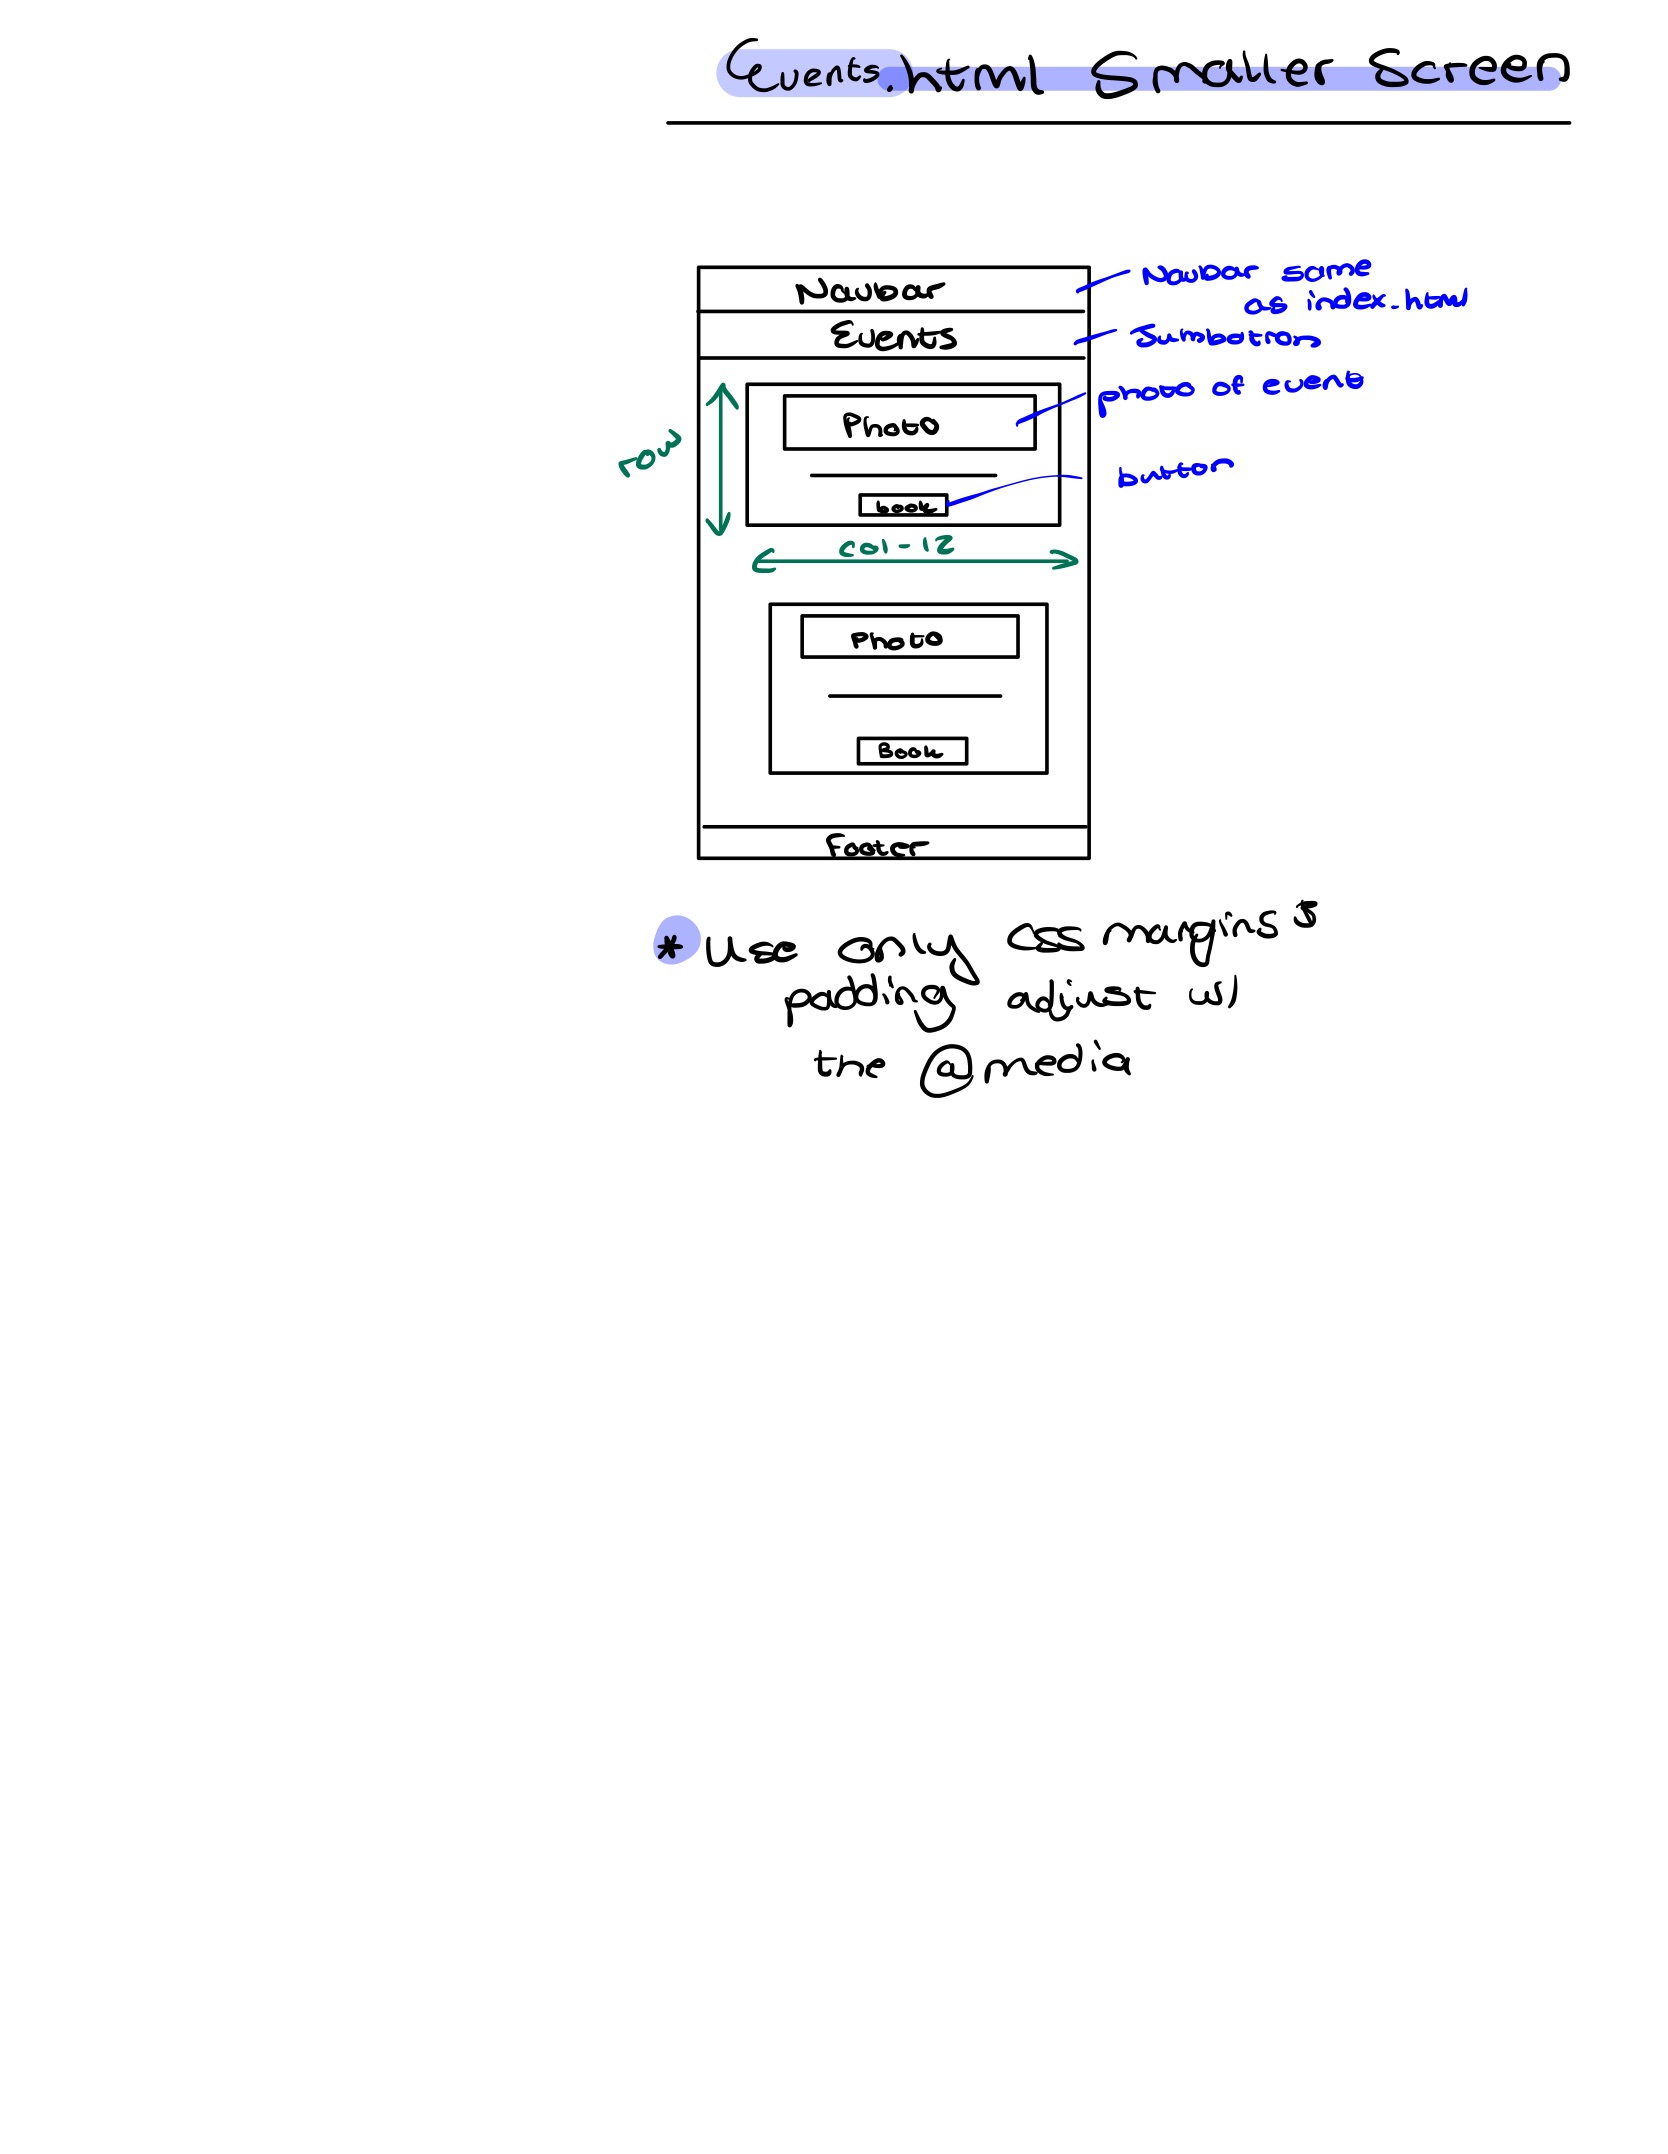 Events.html Smaller Screen
Navbar
Navbar same
as index.html
Events
Jumbotron
Photo
photo of event
row
button
book
col-12
Photo
Book
Footer
* Use only css margins &
padding adjust w/
the @media